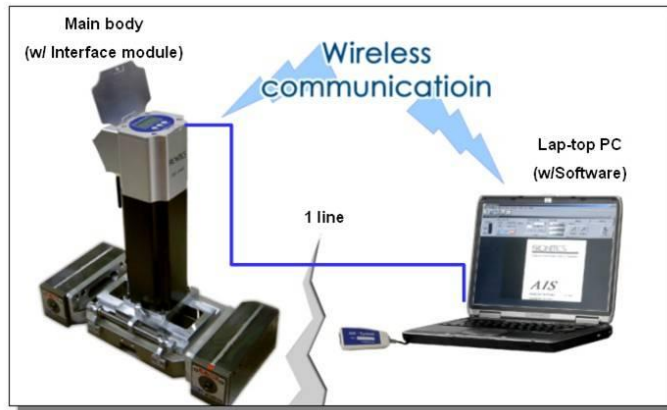 Main body
(w/ Interface module)
Wireless
communicatioin
Lap-top PC
(w/Software)
1 line
AIS